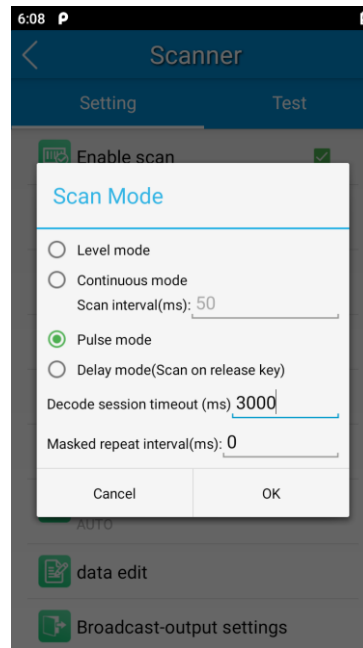 6:08
Scanner
Setting Test
Enable scan
Scan Mode
Level mode
Continuous mode
Scan interval(ms): 50
Pulse mode
Delay mode(Scan on release key)
Decode session timeout (ms) 3000
Masked repeat interval(ms): 0
Cancel OK
AUTO
data edit
Broadcast-output settings